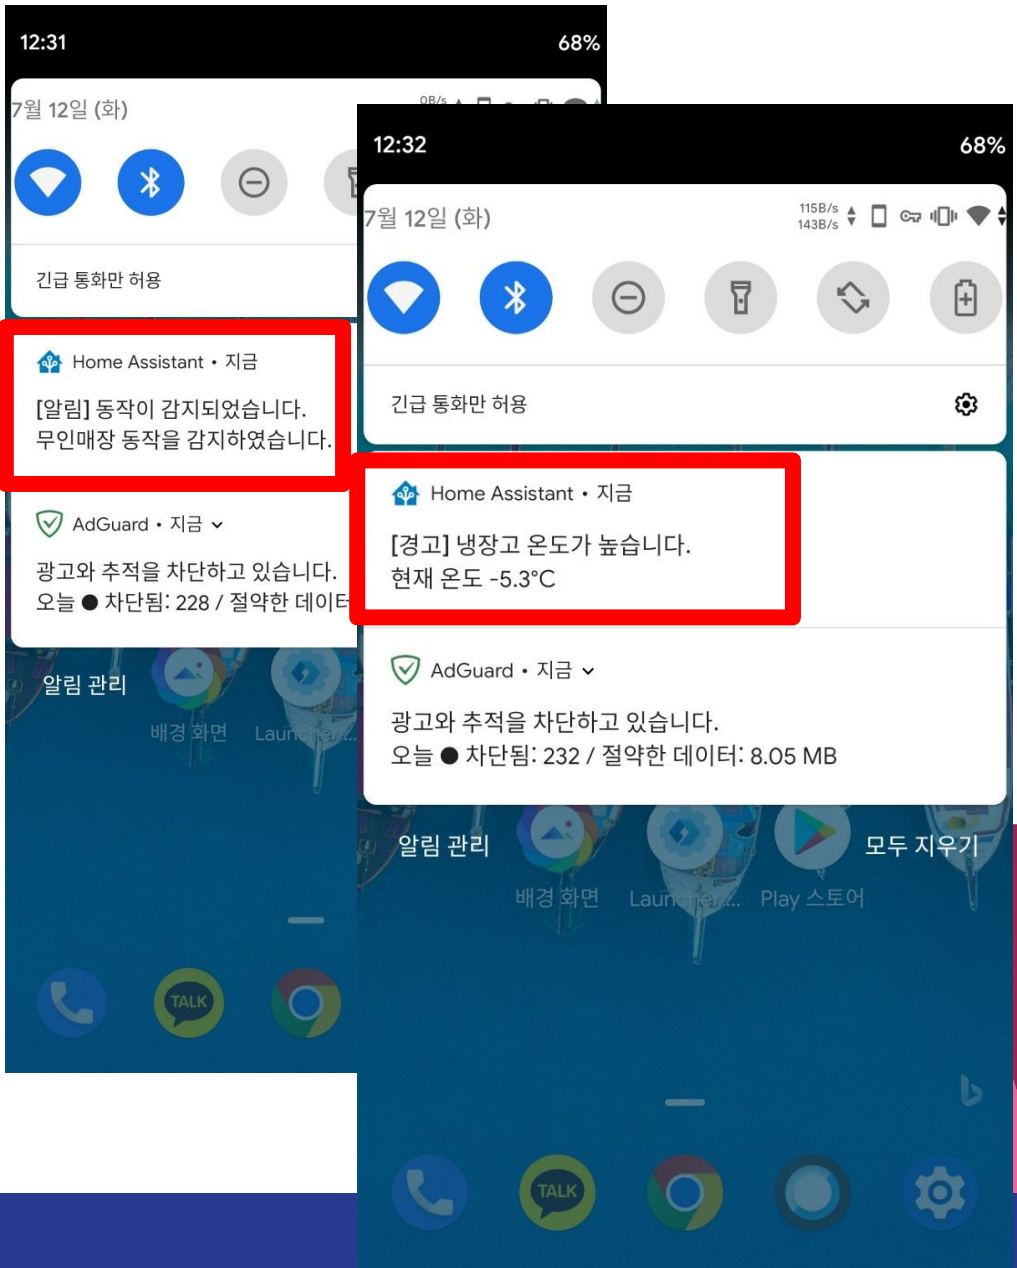 12:31
68%
7월 12일 (화)
0B/s
긴급 통화만 허용
Home Assistant • 지금
[알림] 동작이 감지되었습니다.
무인매장 동작을 감지하였습니다.
AdGuard • 지금
광고와 추적을 차단하고 있습니다.
오늘 ● 차단됨: 228 / 절약한 데이터
알림 관리
배경 화면
Launcher...
TALK
12:32
68%
7월 12일 (화)
115B/s
143B/s
긴급 통화만 허용
Home Assistant • 지금
[경고] 냉장고 온도가 높습니다.
현재 온도 -5.3°C
AdGuard • 지금
광고와 추적을 차단하고 있습니다.
오늘 ● 차단됨: 232 / 절약한 데이터: 8.05 MB
알림 관리
모두 지우기
배경 화면
Launcher...
Play 스토어
TALK